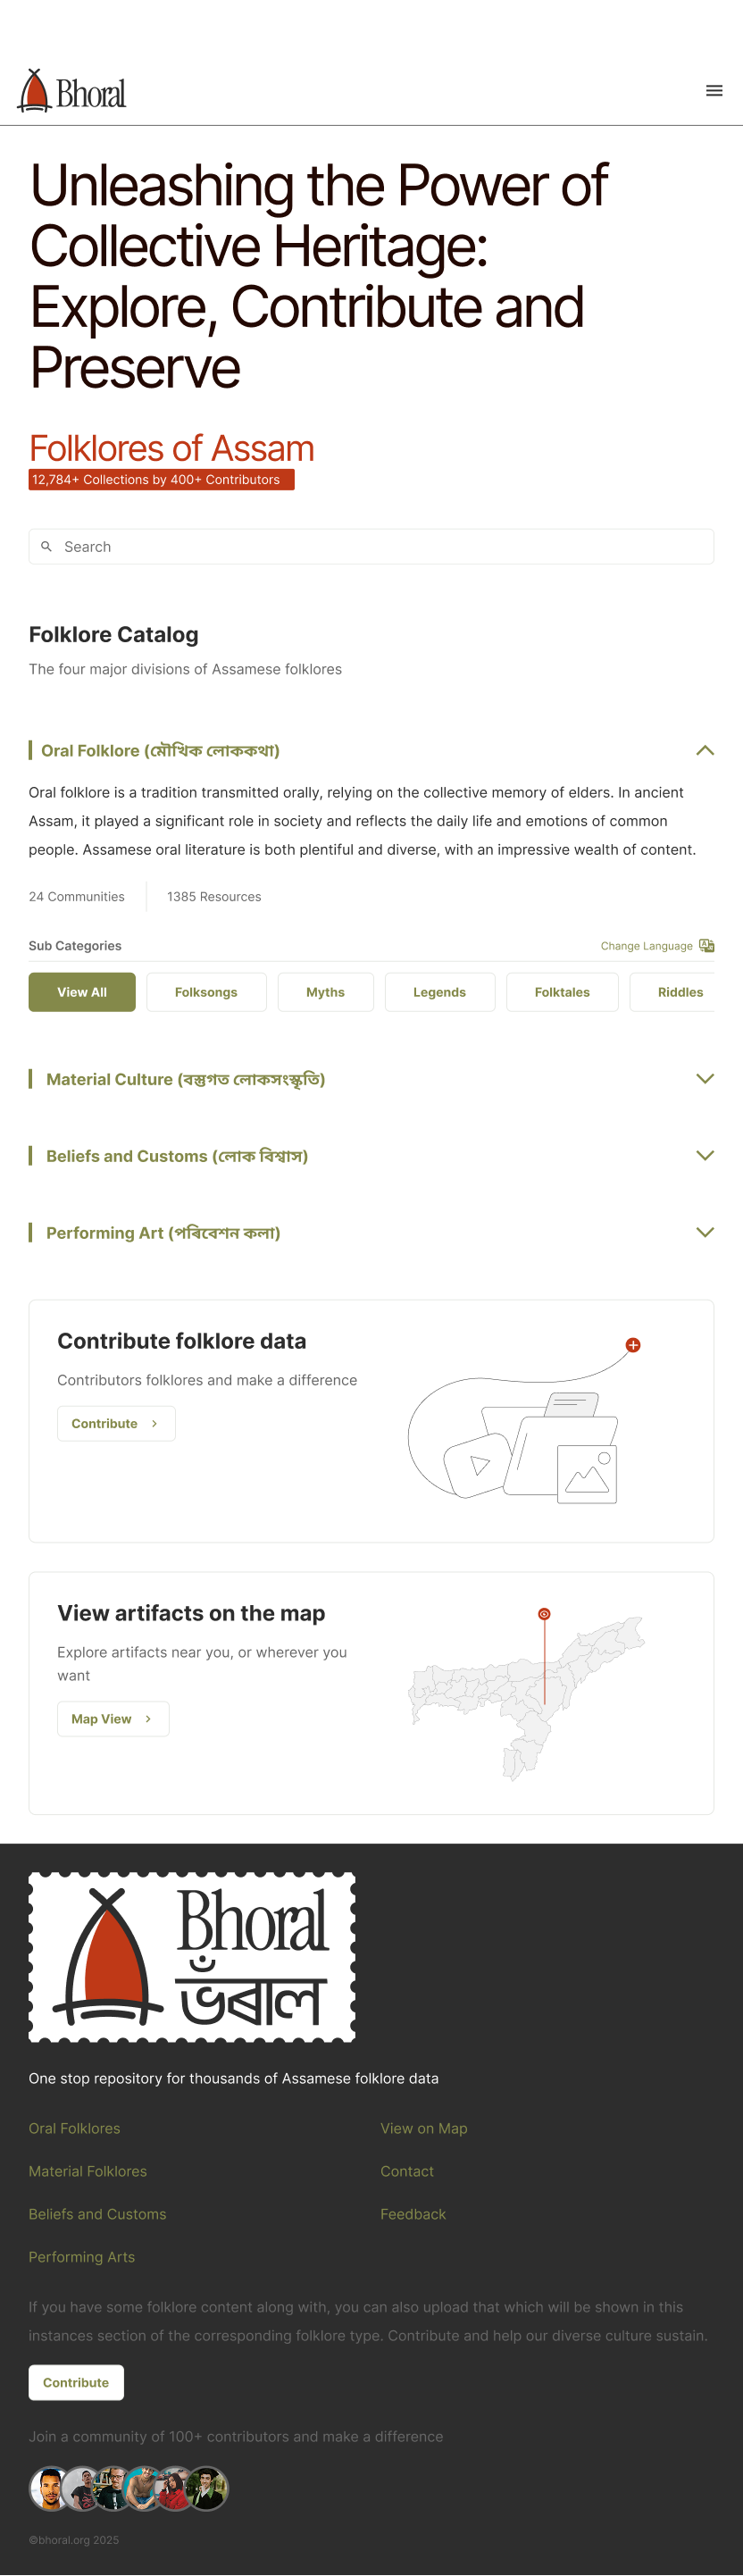 Bhoral
Unleashing the Power of
Collective Heritage:
Explore, Contribute and
Preserve
Folklores of Assam
12,784+ Collections by 400+ Contributors
Search
Folklore Catalog
The four major divisions of Assamese folklores
Oral Folklore (মৌখিক লোককথা)
Oral folklore is a tradition transmitted orally, relying on the collective memory of elders. In ancient
Assam, it played a significant role in society and reflects the daily life and emotions of common
people. Assamese oral literature is both plentiful and diverse, with an impressive wealth of content.
24 Communities 1385 Resources
Sub Categories Change Language
View All Folksongs Myths Legends Folktales Riddles
Material Culture (বস্তুগত লোকসংস্কৃতি)
Beliefs and Customs (লোক বিশ্বাস)
Performing Art (পৰিবেশন কলা)
Contribute folklore data
Contributors folklores and make a difference
Contribute
View artifacts on the map
Explore artifacts near you, or wherever you
want
Map View
Bhoral
ভঁৰাল
One stop repository for thousands of Assamese folklore data
Oral Folklores View on Map
Material Folklores Contact
Beliefs and Customs Feedback
Performing Arts
If you have some folklore content along with, you can also upload that which will be shown in this
instances section of the corresponding folklore type. Contribute and help our diverse culture sustain.
Contribute
Join a community of 100+ contributors and make a difference
©bhoral.org 2025